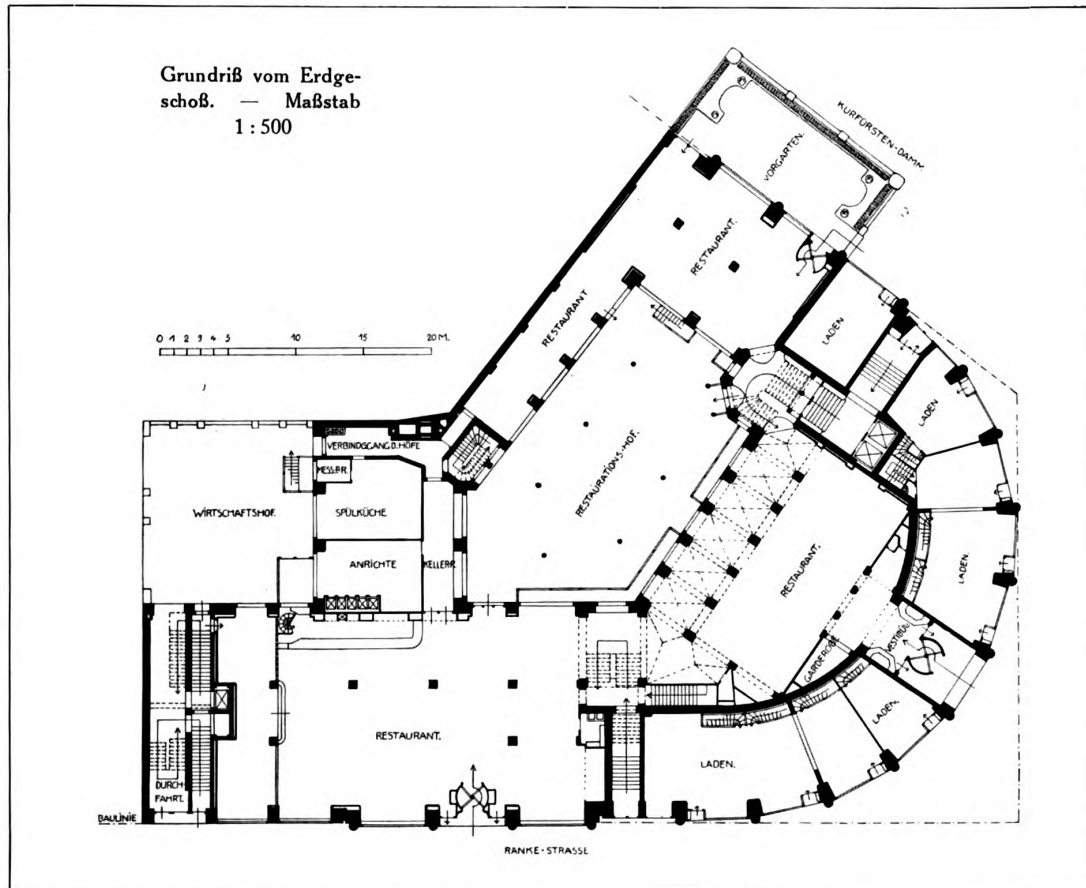 Grundriß vom Erdge-
schoß. — Maßstab
1 : 500
KURFÜRSTEN-DAMM
VORGARTEN.
RESTAURANT.
RESTAURANT
LADEN
0 1 2 3 4 5 10 15 20 M.
LADEN
VERBINDGSGANG D. HÖFE
RESTAURATIONS-HOF.
WIRTSCHAFTSHOF.
SPÜLKÜCHE
ANRICHTE
RESTAURANT.
LADEN.
VESTIBÜL
GARDEROBE
LADEN.
RESTAURANT.
LADEN.
DURCH-
FAHRT.
BAULINIE
RANKE-STRASSE